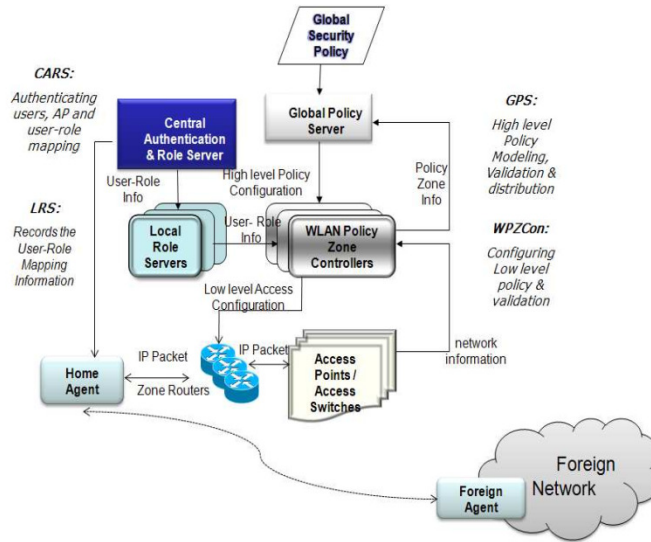 Global
Security
Policy
CARS:
Authenticating
users, AP and
user-role
mapping
Central
Authentication
& Role Server
Global Policy
Server
GPS:
High level
Policy
Modeling,
Validation &
distribution
User-Role
Info
High level Policy
Configuration
Policy
Zone
Info
LRS:
Records the
User-Role
Mapping
Information
Local
Role
Servers
User- Role
Info
WLAN Policy
Zone
Controllers
WPZCon:
Configuring
Low level
policy &
validation
Low level Access
Configuration
network
information
Home
Agent
IP Packet
Zone Routers
IP Packet
Access
Points /
Access
Switches
Foreign
Network
Foreign
Agent